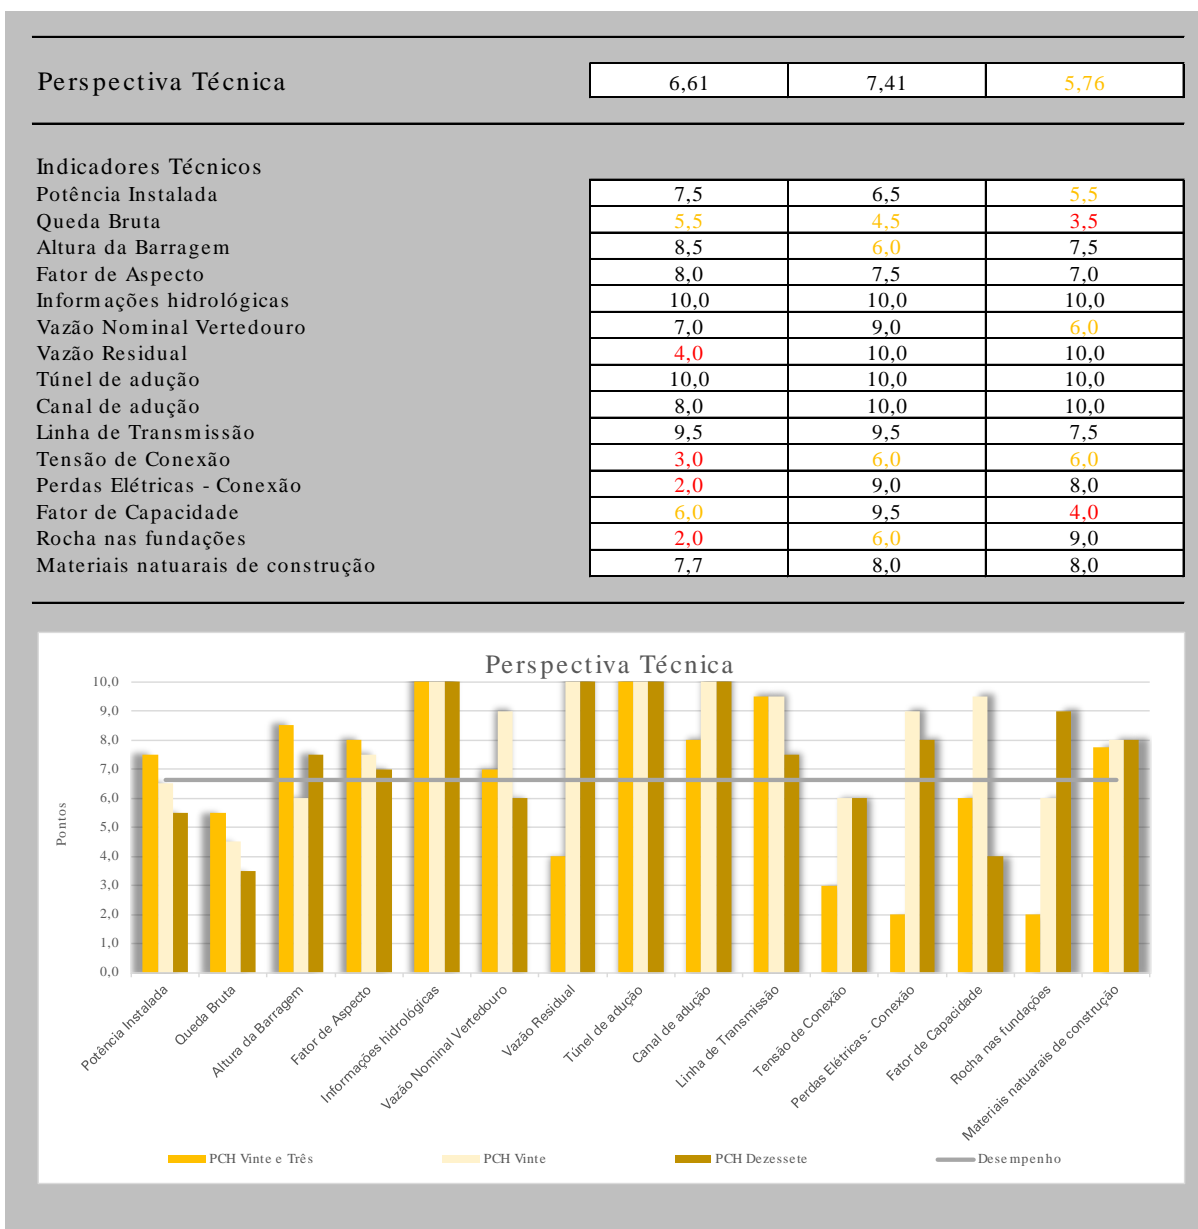 Perspectiva Técnica 6,61 7,41 5,76
Indicadores Técnicos
Potência Instalada 7,5 6,5 5,5
Queda Bruta 5,5 4,5 3,5
Altura da Barragem 8,5 6,0 7,5
Fator de Aspecto 8,0 7,5 7,0
Informações hidrológicas 10,0 10,0 10,0
Vazão Nominal Vertedouro 7,0 9,0 6,0
Vazão Residual 4,0 10,0 10,0
Túnel de adução 10,0 10,0 10,0
Canal de adução 8,0 10,0 10,0
Linha de Transmissão 9,5 9,5 7,5
Tensão de Conexão 3,0 6,0 6,0
Perdas Elétricas - Conexão 2,0 9,0 8,0
Fator de Capacidade 6,0 9,5 4,0
Rocha nas fundações 2,0 6,0 9,0
Materiais natuarais de construção 7,7 8,0 8,0
Perspectiva Técnica
10,0
9,0
8,0
7,0
6,0
5,0
4,0
3,0
2,0
1,0
0,0
Pontos
Potência Instalada
Queda Bruta
Altura da Barragem
Fator de Aspecto
Informações hidrológicas
Vazão Nominal Vertedouro
Vazão Residual
Túnel de adução
Canal de adução
Linha de Transmissão
Tensão de Conexão
Perdas Elétricas - Conexão
Fator de Capacidade
Rocha nas fundações
Materiais natuarais de construção
PCH Vinte e Três PCH Vinte PCH Dezessete Desempenho